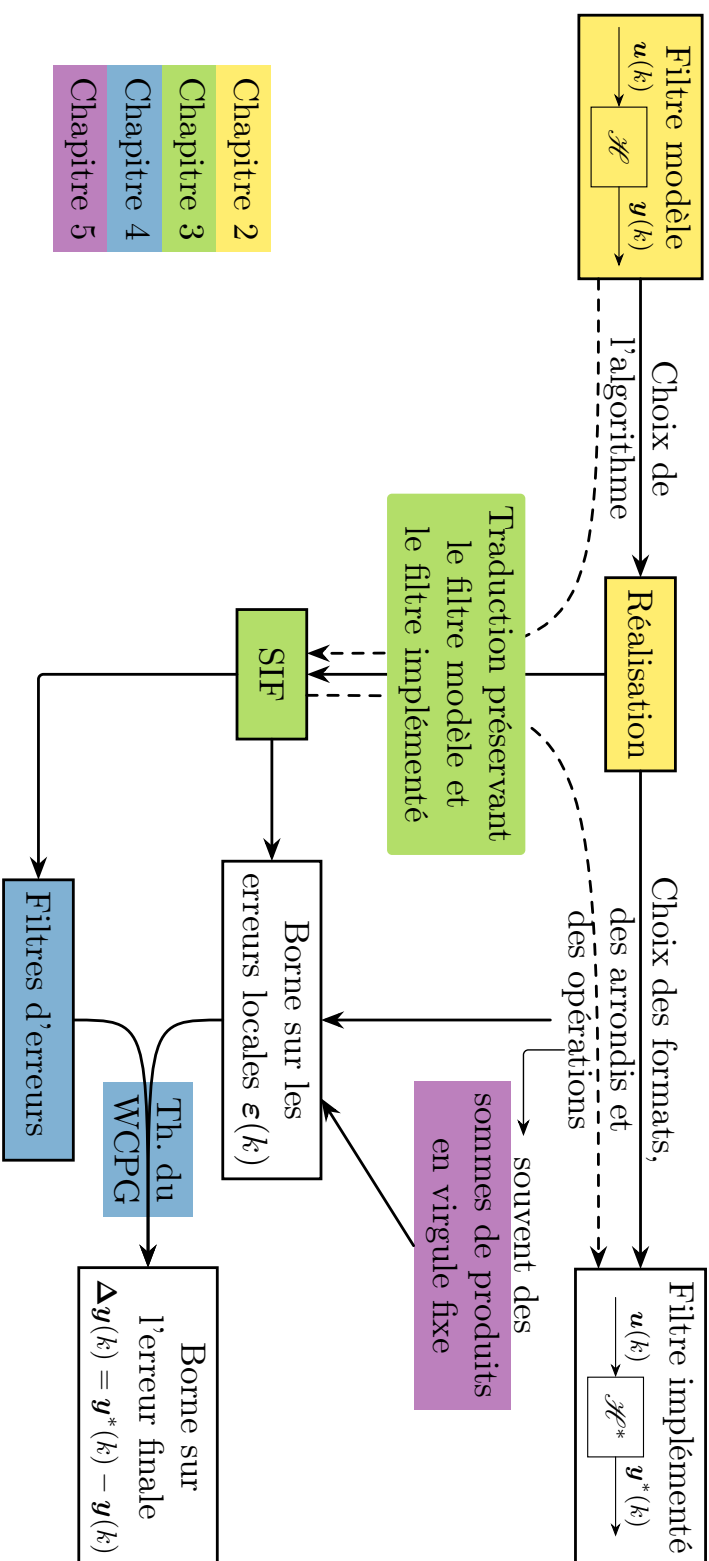 Filtre modèle
u(k)
ℋ
y(k)
Choix de
l'algorithme
Réalisation
Choix des formats,
des arrondis et
des opérations
Filtre implémenté
u(k)
ℋ*
y*(k)
Traduction préservant
le filtre modèle et
le filtre implémenté
souvent des
sommes de produits
en virgule fixe
SIF
Borne sur les
erreurs locales ε(k)
Filtres d'erreurs
Th. du
WCPG
Borne sur
l'erreur finale
Δy(k) = y*(k) − y(k)
Chapitre 2
Chapitre 3
Chapitre 4
Chapitre 5